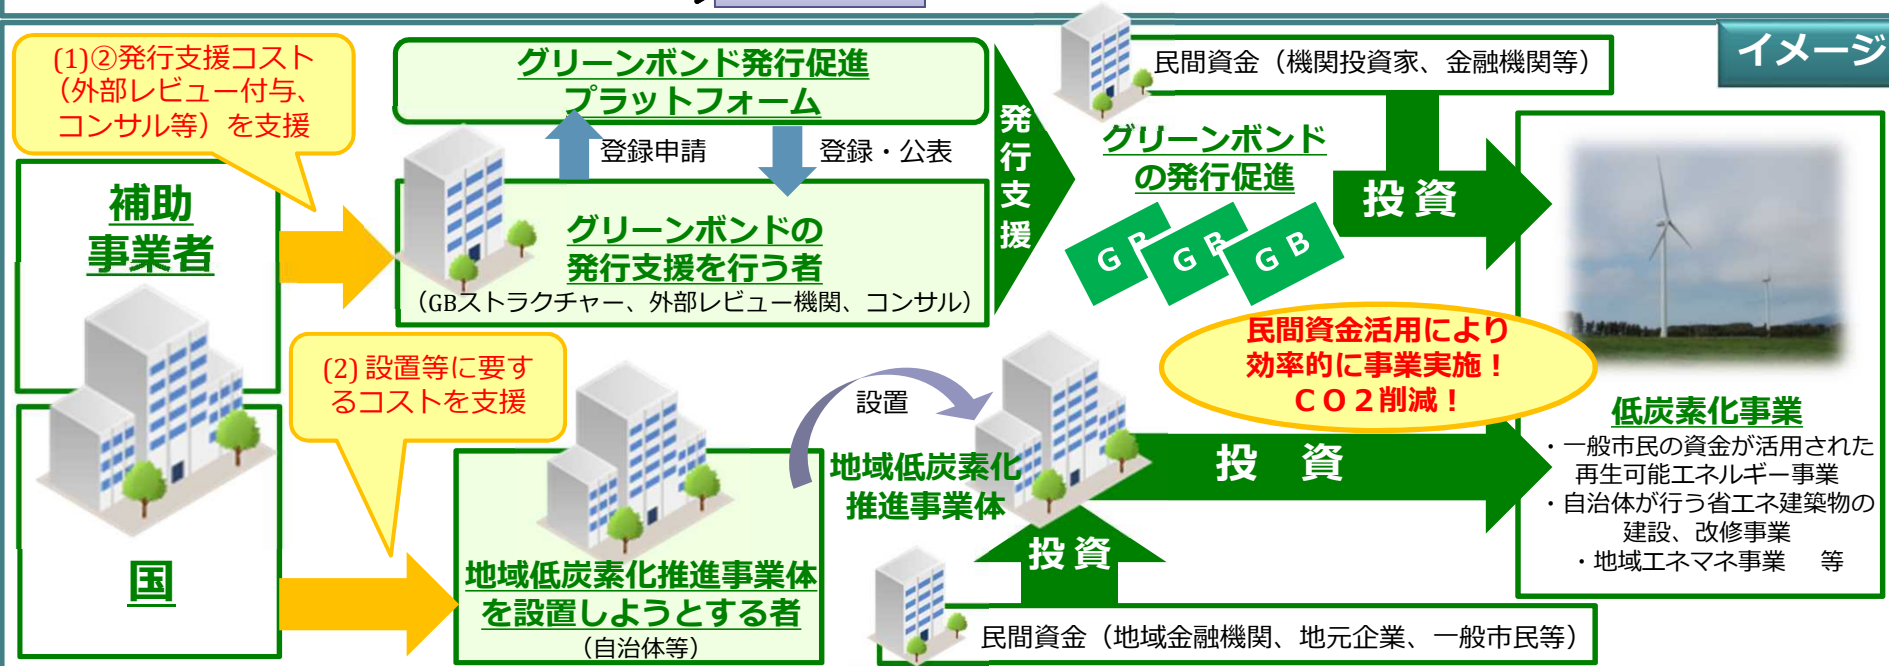 イメージ
(1)②発行支援コスト
（外部レビュー付与、
コンサル等）を支援
補助
事業者
国
グリーンボンド発行促進
プラットフォーム
登録申請
登録・公表
グリーンボンドの
発行支援を行う者
（GBストラクチャー、外部レビュー機関、コンサル）
発行支援
民間資金（機関投資家、金融機関等）
グリーンボンド
の発行促進
GB
GB
GB
投資
民間資金活用により
効率的に事業実施！
ＣＯ２削減！
(2) 設置等に要す
るコストを支援
地域低炭素化推進事業体
を設置しようとする者
（自治体等）
設置
地域低炭素化
推進事業体
投　資
投資
民間資金（地域金融機関、地元企業、一般市民等）
低炭素化事業
・一般市民の資金が活用された
再生可能エネルギー事業
・自治体が行う省エネ建築物の
建設、改修事業
・地域エネマネ事業　等